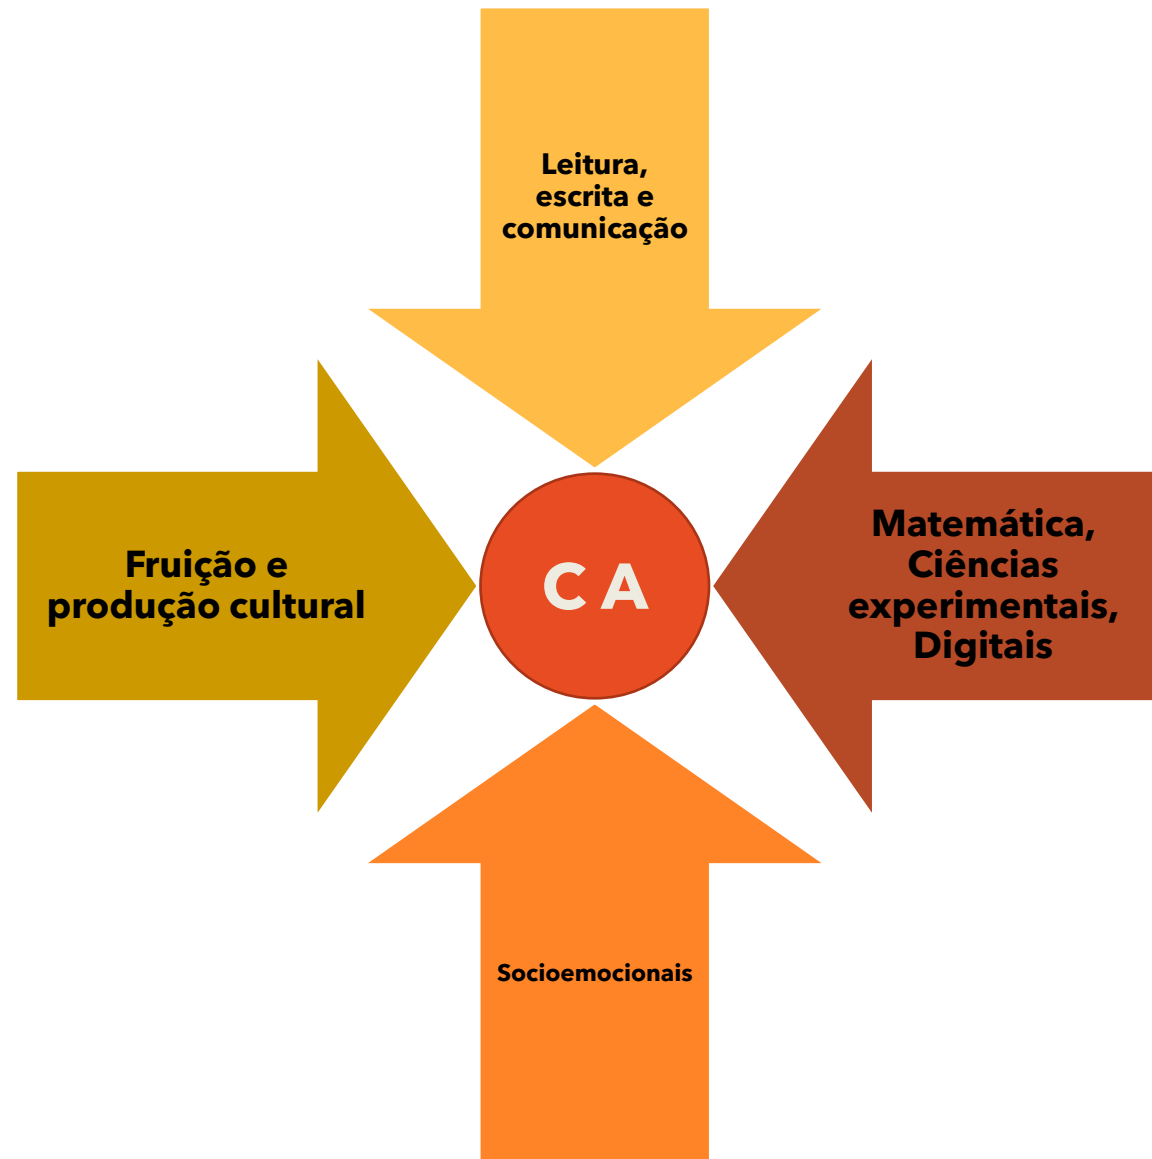 Leitura,
escrita e
comunicação
Fruição e
produção cultural
C A
Matemática,
Ciências
experimentais,
Digitais
Socioemocionais